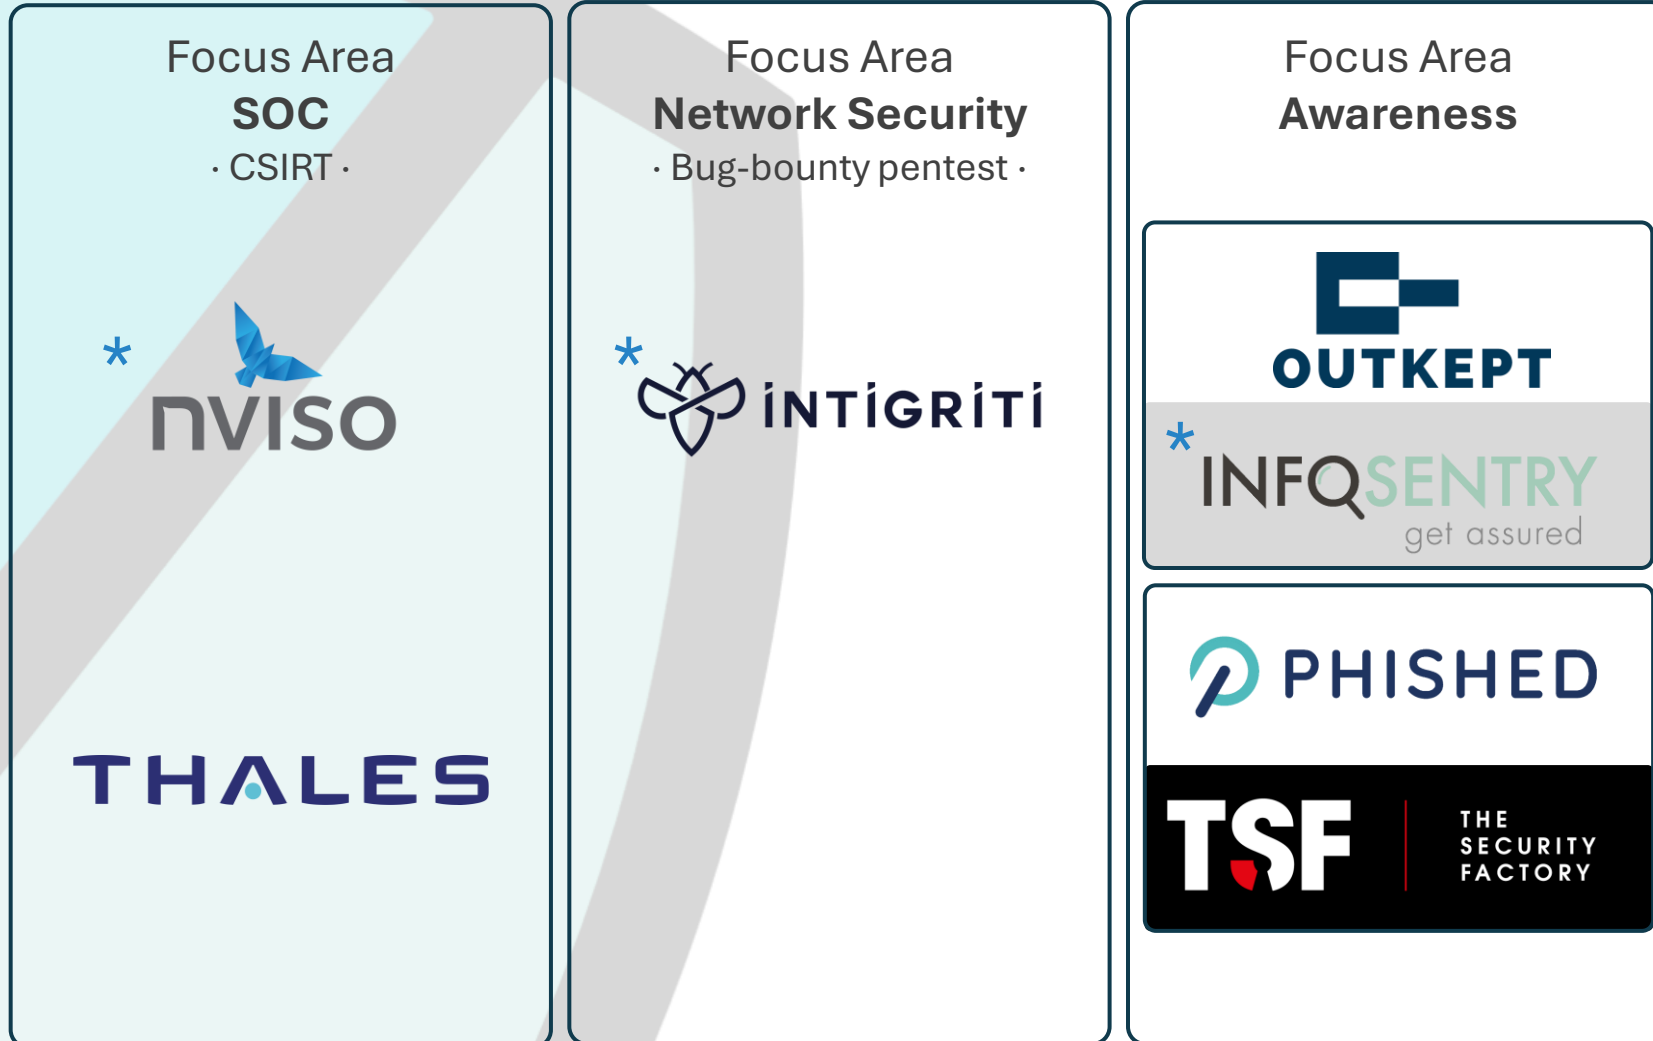 Focus Area
SOC
· CSIRT ·
*
NVISO
THALES
Focus Area
Network Security
· Bug-bounty pentest ·
*
INTIGRITI
Focus Area
Awareness
OUTKEPT
*
INFOSENTRY
get assured
PHISHED
TSF
THE
SECURITY
FACTORY